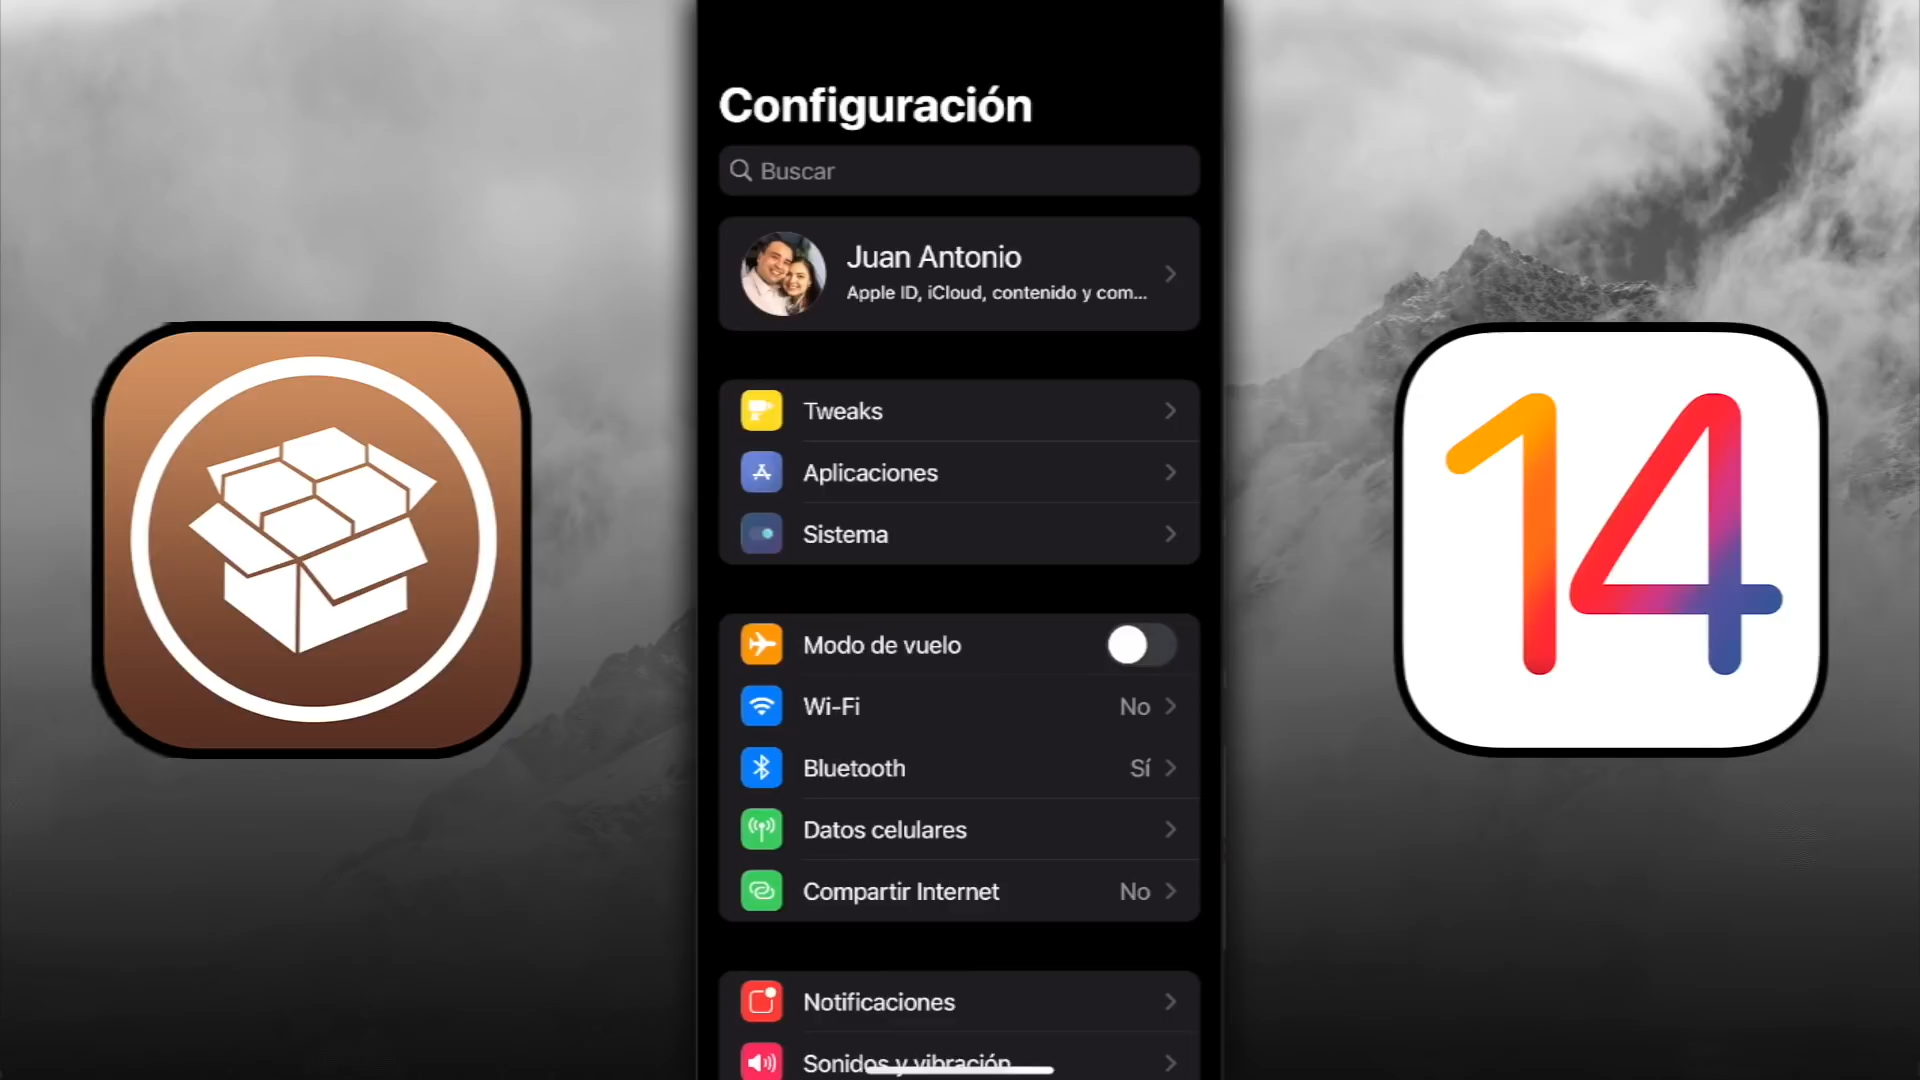 Configuración
Buscar
Juan Antonio
Apple ID, iCloud, contenido y com...
Tweaks
Aplicaciones
Sistema
Modo de vuelo
Wi-Fi No
Bluetooth Sí
Datos celulares
Compartir Internet No
Notificaciones
Sonidos y vibración
14